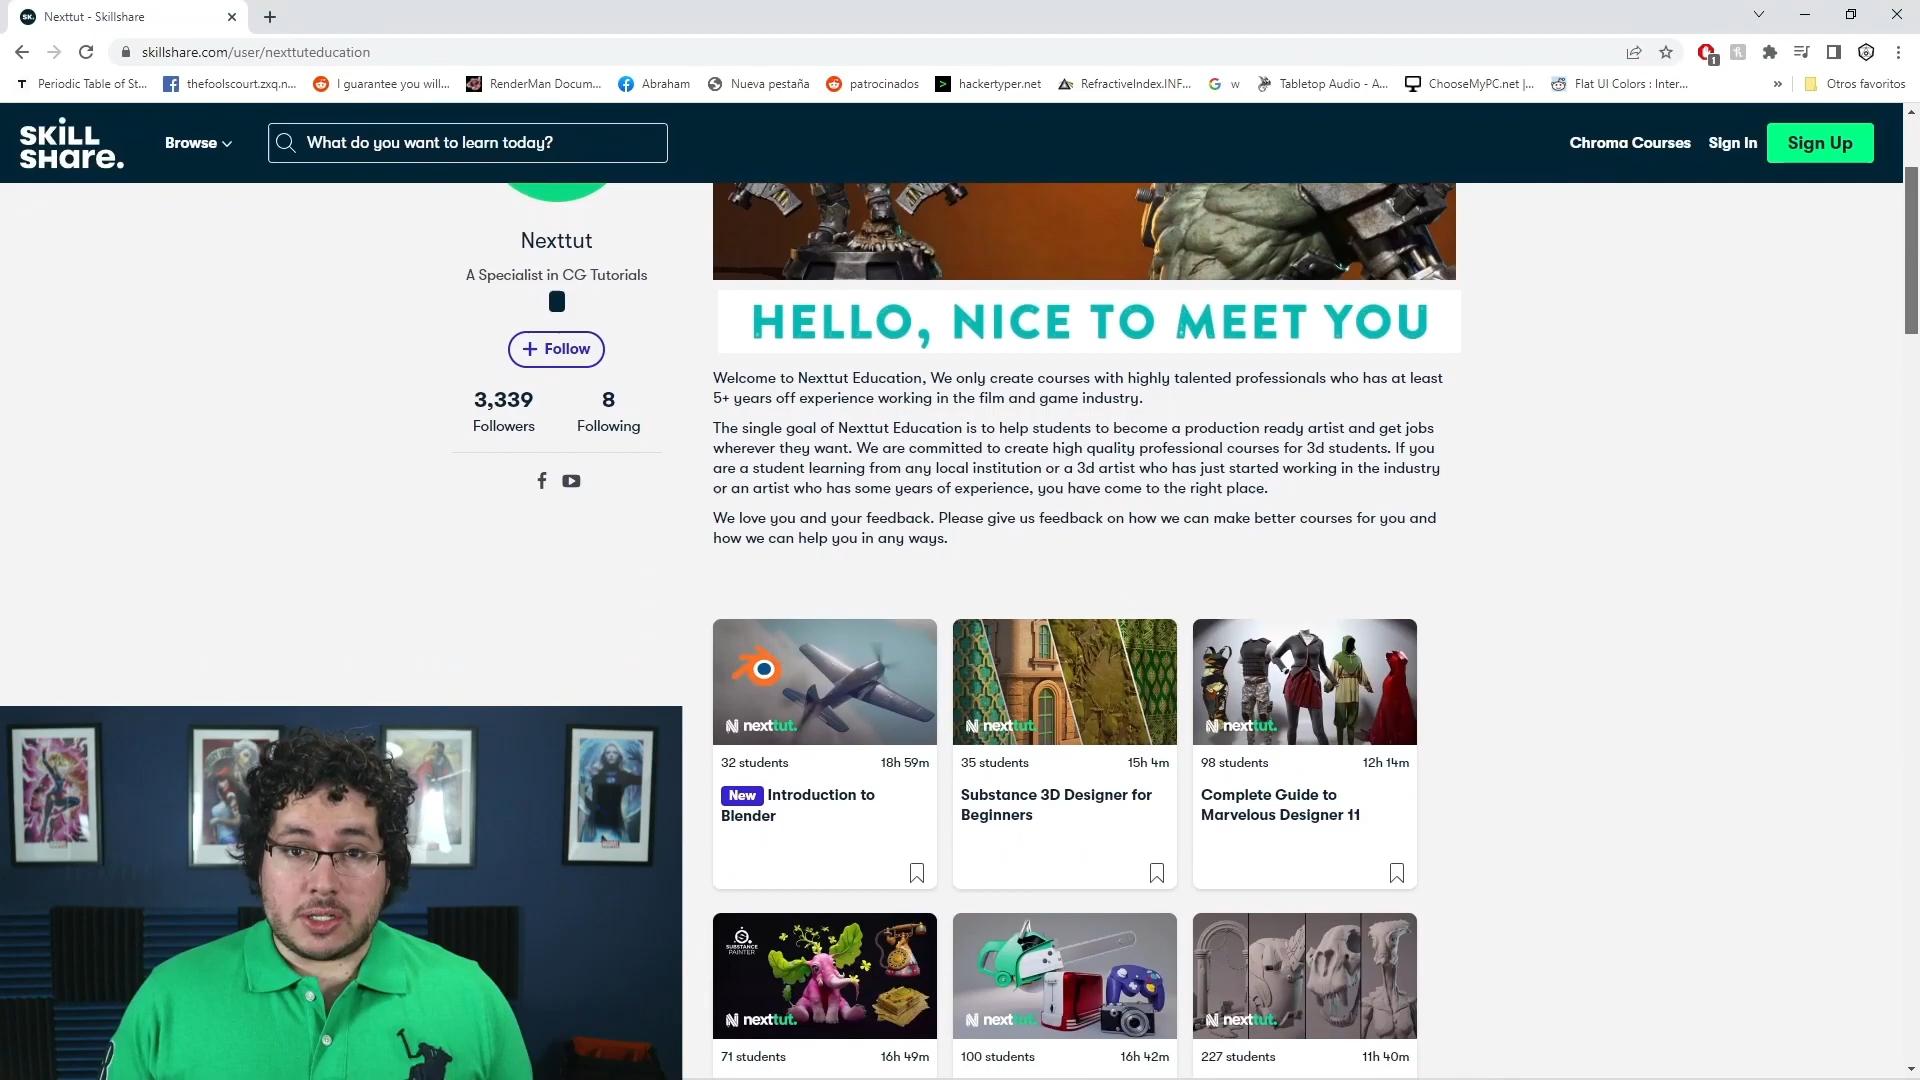 Nexttut - Skillshare
skillshare.com/user/nexttuteducation
Periodic Table of St...
thefoolscourt.zxq.n...
I guarantee you will...
RenderMan Docum...
Abraham
Nueva pestaña
patrocinados
hackertyper.net
RefractiveIndex.INF...
w
Tabletop Audio - A...
ChooseMyPC.net |...
Flat UI Colors : Inter...
»
Otros favoritos
SKILL
SHare.
Browse
What do you want to learn today?
Chroma Courses
Sign In
Sign Up
Nexttut
A Specialist in CG Tutorials
+ Follow
3,339
Followers
8
Following
HELLO, NICE TO MEET YOU
Welcome to Nexttut Education, We only create courses with highly talented professionals who has at least
5+ years off experience working in the film and game industry.
The single goal of Nexttut Education is to help students to become a production ready artist and get jobs
wherever they want. We are committed to create high quality professional courses for 3d students. If you
are a student learning from any local institution or a 3d artist who has just started working in the industry
or an artist who has some years of experience, you have come to the right place.
We love you and your feedback. Please give us feedback on how we can make better courses for you and
how we can help you in any ways.
nexttut.
32 students
18h 59m
New Introduction to
Blender
nexttut.
35 students
15h 4m
Substance 3D Designer for
Beginners
nexttut.
98 students
12h 14m
Complete Guide to
Marvelous Designer 11
SUBSTANCE
PAINTER
nexttut.
71 students
16h 49m
nexttut.
100 students
16h 42m
nexttut.
227 students
11h 40m